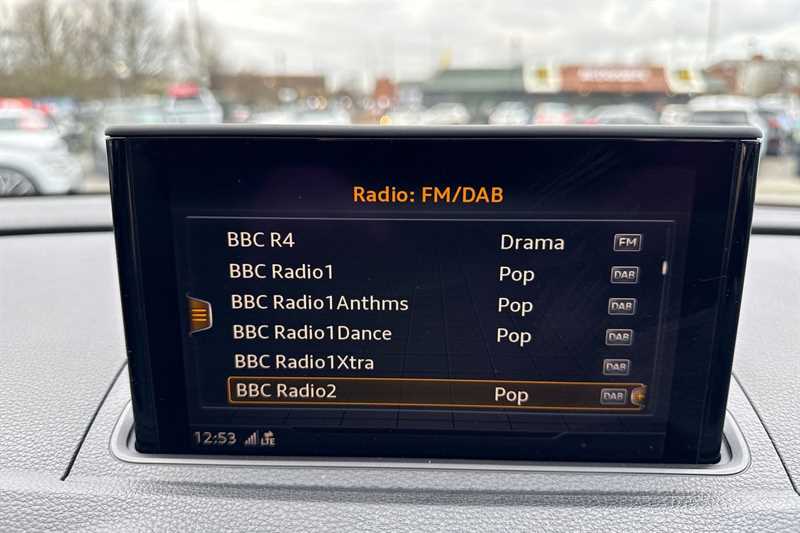 Radio: FM/DAB
BBC R4 Drama FM
BBC Radio1 Pop DAB
BBC Radio1Anthms Pop DAB
BBC Radio1Dance Pop DAB
BBC Radio1Xtra DAB
BBC Radio2 Pop DAB
12:53 LTE